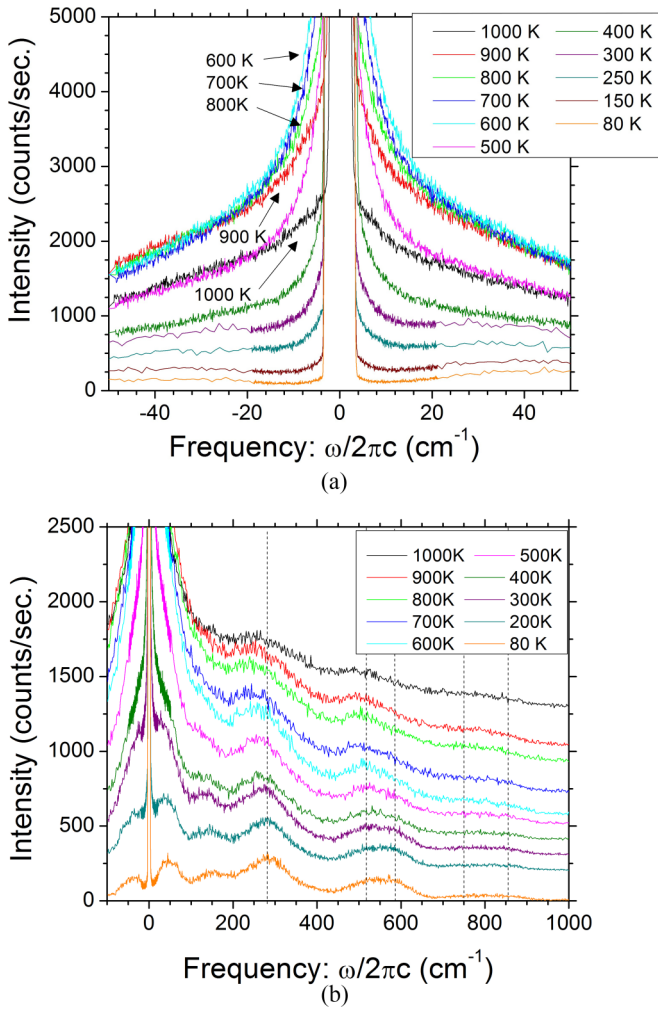 5000
4000
3000
2000
1000
0
Intensity (counts/sec.)
600 K
700K
800K
900 K
1000 K
1000 K 400 K
900 K 300 K
800 K 250 K
700 K 150 K
600 K 80 K
500 K
-40 -20 0 20 40
Frequency: ω/2πc (cm⁻¹)
(a)
2500
2000
1500
1000
500
0
Intensity (counts/sec.)
1000K 500K
900K 400K
800K 300K
700K 200K
600K 80 K
0 200 400 600 800 1000
Frequency: ω/2πc (cm⁻¹)
(b)